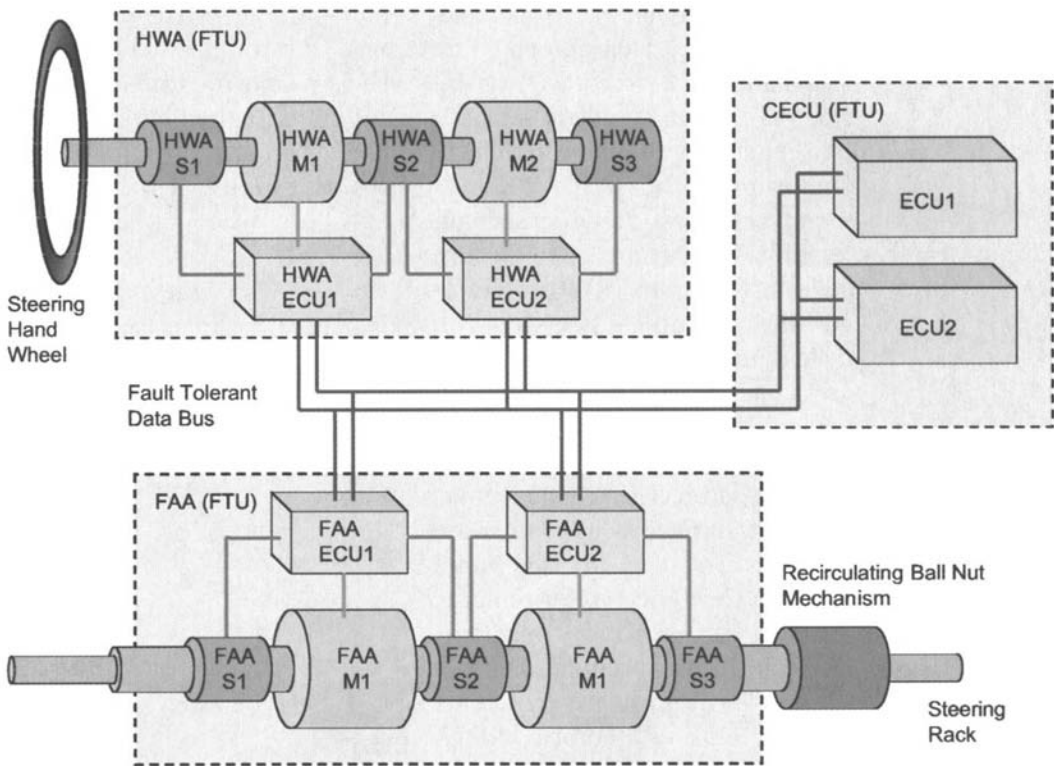 HWA (FTU)
HWA
S1
HWA
M1
HWA
S2
HWA
M2
HWA
S3
HWA
ECU1
HWA
ECU2
Steering
Hand
Wheel
CECU (FTU)
ECU1
ECU2
Fault Tolerant
Data Bus
FAA (FTU)
FAA
ECU1
FAA
ECU2
FAA
S1
FAA
M1
FAA
S2
FAA
M1
FAA
S3
Recirculating Ball Nut
Mechanism
Steering
Rack